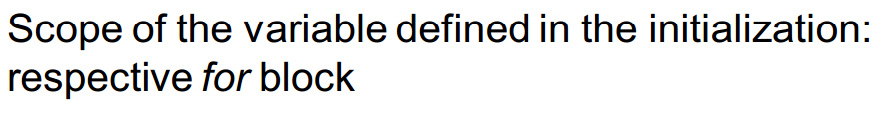 Scope of the variable defined in the initialization:
respective for block